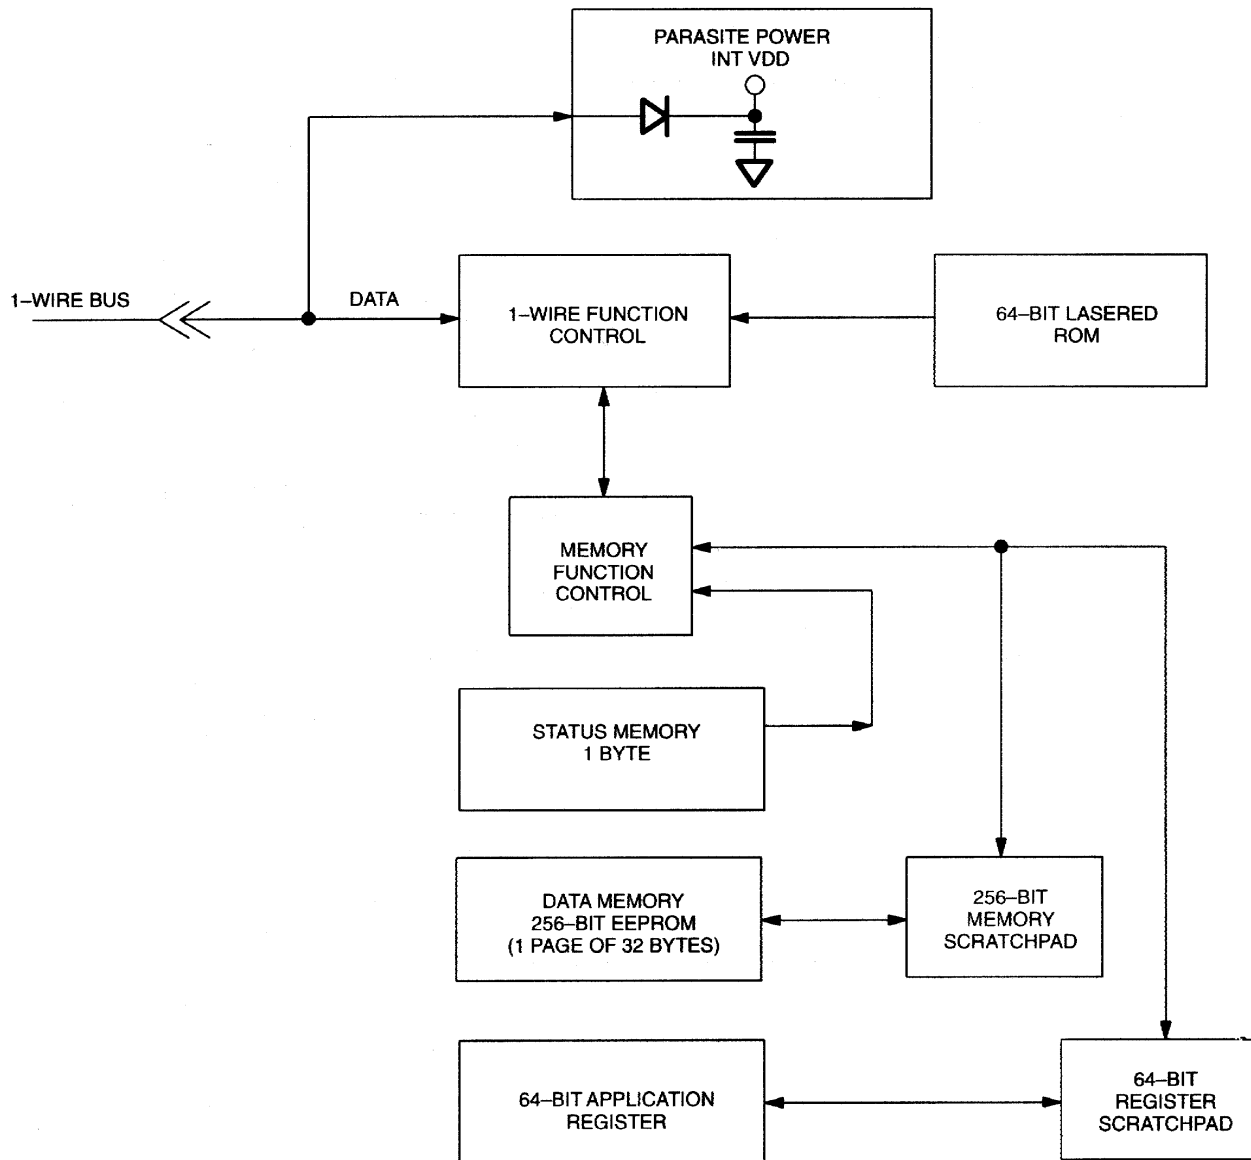 PARASITE POWER
INT VDD
1–WIRE BUS
DATA
1–WIRE FUNCTION
CONTROL
64–BIT LASERED
ROM
MEMORY
FUNCTION
CONTROL
STATUS MEMORY
1 BYTE
DATA MEMORY
256–BIT EEPROM
(1 PAGE OF 32 BYTES)
256–BIT
MEMORY
SCRATCHPAD
64–BIT APPLICATION
REGISTER
64–BIT
REGISTER
SCRATCHPAD